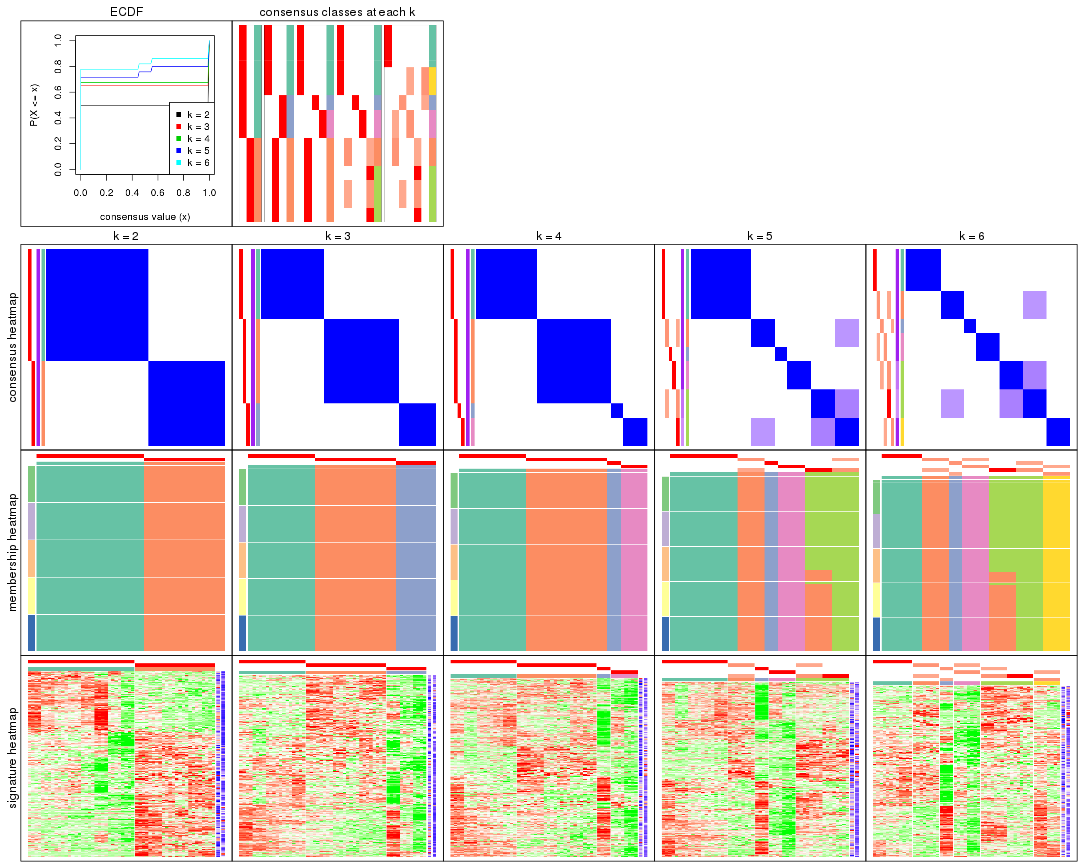 ECDF
consensus classes at each k
P(X <= x)
1.0
0.8
0.6
0.4
0.2
0.0
k = 2
k = 3
k = 4
k = 5
k = 6
0.0 0.2 0.4 0.6 0.8 1.0
consensus value (x)
k = 2
k = 3
k = 4
k = 5
k = 6
consensus heatmap
membership heatmap
signature heatmap